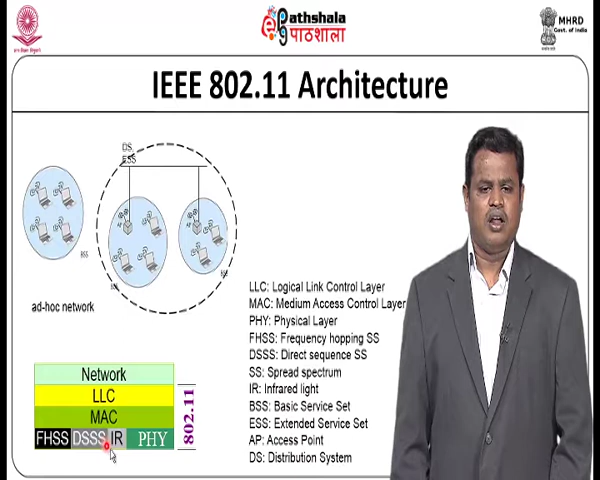 Pathshala
पाठशाला
MHRD
Govt. of India
IEEE 802.11 Architecture
DS
ESS
BSS
BSS
ad-hoc network
LLC: Logical Link Control Layer
MAC: Medium Access Control Layer
PHY: Physical Layer
FHSS: Frequency hopping SS
DSSS: Direct sequence SS
SS: Spread spectrum
IR: Infrared light
BSS: Basic Service Set
ESS: Extended Service Set
AP: Access Point
DS: Distribution System
Network
LLC
MAC
FHSS DSSS IR PHY
802.11